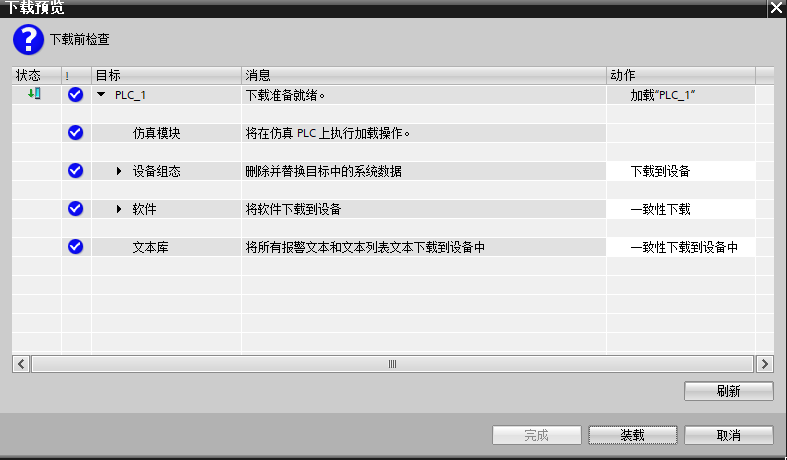 下载预览
下载前检查
状态 ! 目标 消息 动作
PLC_1 下载准备就绪。 加载"PLC_1"
仿真模块 将在仿真 PLC 上执行加载操作。
设备组态 删除并替换目标中的系统数据 下载到设备
软件 将软件下载到设备 一致性下载
文本库 将所有报警文本和文本列表文本下载到设备中 一致性下载到设备中
刷新
完成 装载 取消